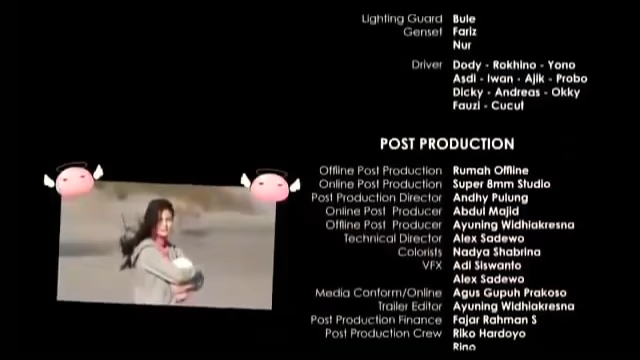 Lighting Guard Bule
Genset Fariz
Nur
Driver Dody - Rokhino - Yono
Asdi - Iwan - Ajik - Probo
Dicky - Andreas - Okky
Fauzi - Cucut
POST PRODUCTION
Offline Post Production Rumah Offline
Online Post Production Super 8mm Studio
Post Production Director Andhy Pulung
Online Post Producer Abdul Majid
Offline Post Producer Ayuning Widhiakresna
Technical Director Alex Sadewo
Colorists Nadya Shabrina
VFX Adi Siswanto
Alex Sadewo
Media Conform/Online Agus Gupuh Prakoso
Trailer Editor Ayuning Widhiakresna
Post Production Finance Fajar Rahman S
Post Production Crew Riko Hardoyo